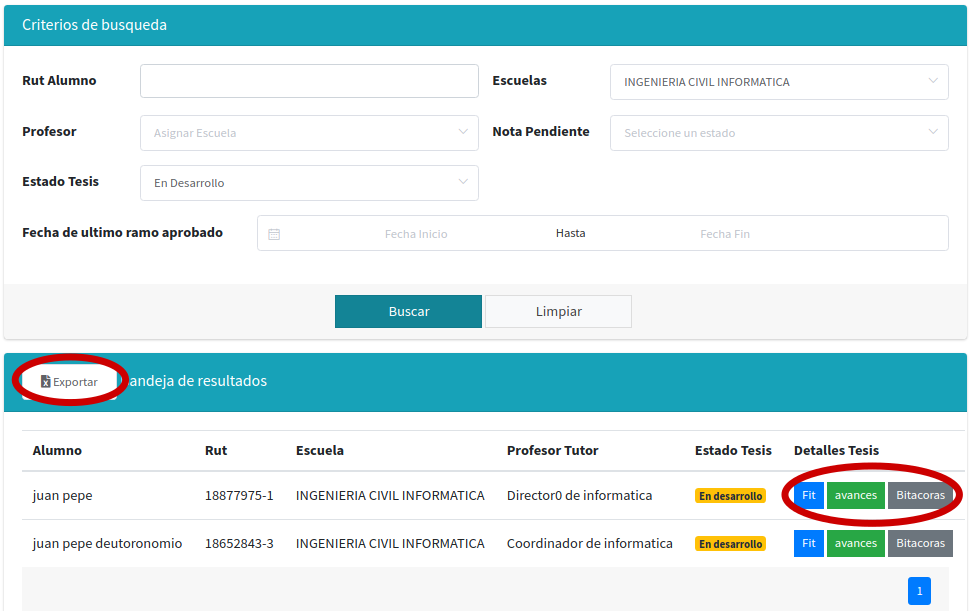 Criterios de busqueda
Rut Alumno
Escuelas INGENIERIA CIVIL INFORMATICA
Profesor Asignar Escuela
Nota Pendiente Seleccione un estado
Estado Tesis En Desarrollo
Fecha de ultimo ramo aprobado Fecha Inicio Hasta Fecha Fin
Buscar Limpiar
Exportar andeja de resultados
Alumno Rut Escuela Profesor Tutor Estado Tesis Detalles Tesis
juan pepe 18877975-1 INGENIERIA CIVIL INFORMATICA Director0 de informatica En desarrollo Fit avances Bitacoras
juan pepe deutoronomio 18652843-3 INGENIERIA CIVIL INFORMATICA Coordinador de informatica En desarrollo Fit avances Bitacoras
1